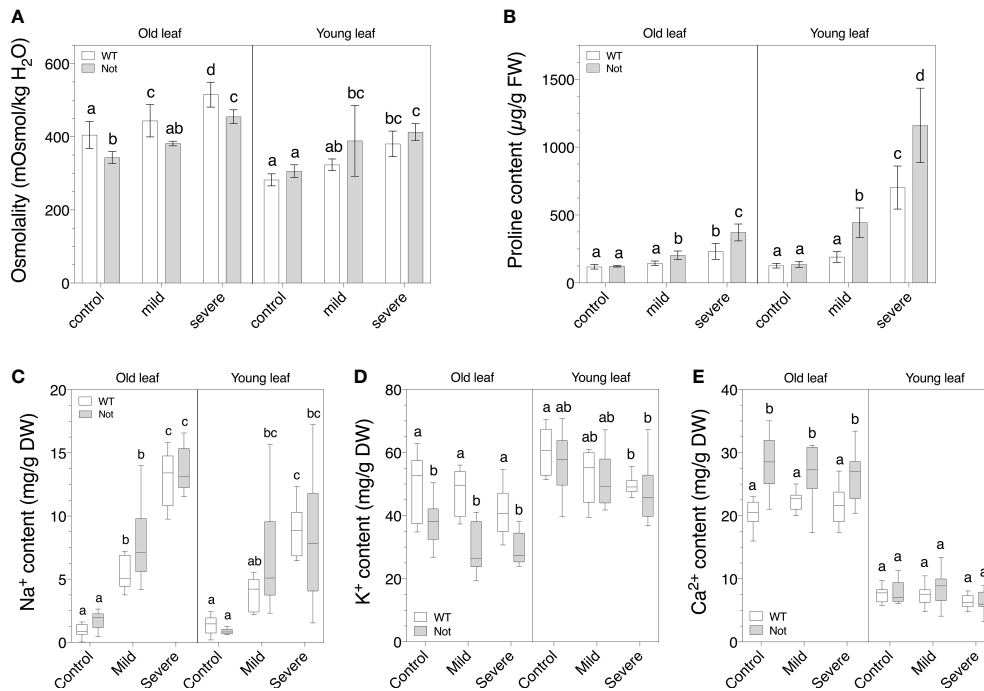 A
Old leaf
Young leaf
Osmolality (mOsmol/kg H2O)
600
400
200
0
WT
Not
a
b
c
ab
d
c
a
a
ab
bc
bc
c
control
mild
severe
control
mild
severe
B
Old leaf
Young leaf
Proline content (µg/g FW)
1500
1000
500
0
WT
Not
a
a
a
b
b
c
a
a
a
b
c
d
control
mild
severe
control
mild
severe
C
Old leaf
Young leaf
Na+ content (mg/g DW)
20
15
10
5
0
WT
Not
a
a
b
b
c
c
a
a
ab
bc
b
bc
Control
Mild
Severe
Control
Mild
Severe
D
Old leaf
Young leaf
K+ content (mg/g DW)
80
60
40
20
0
WT
Not
a
b
a
b
a
b
a
ab
ab
ab
b
b
Control
Mild
Severe
Control
Mild
Severe
E
Old leaf
Young leaf
Ca2+ content (mg/g DW)
40
30
20
10
0
WT
Not
a
b
a
b
a
b
a
a
a
a
a
a
Control
Mild
Severe
Control
Mild
Severe